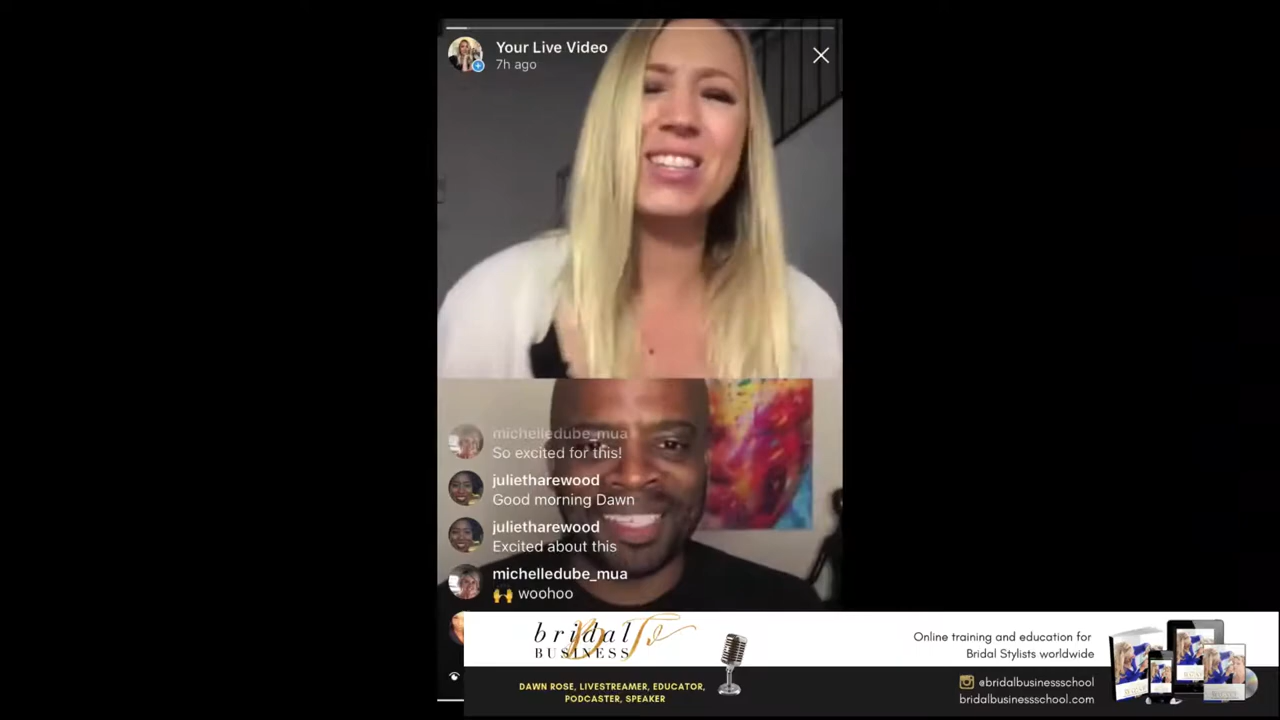 Your Live Video
7h ago
michelledube_mua
So excited for this!
julietharewood
Good morning Dawn
julietharewood
Excited about this
michelledube_mua
🙌 woohoo
bridal
BUSINESS
Tv
DAWN ROSE, LIVESTREAMER, EDUCATOR,
PODCASTER, SPEAKER
Online training and education for
Bridal Stylists worldwide
@bridalbusinessschool
bridalbusinessschool.com